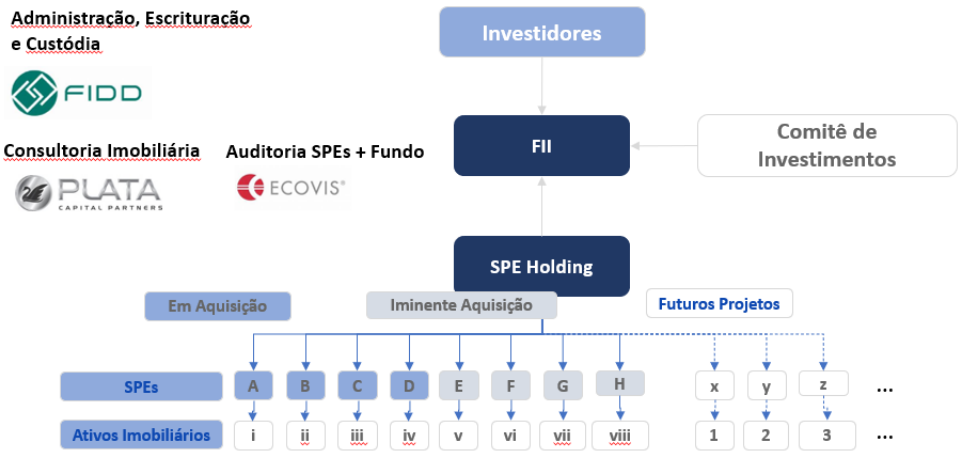 Administração, Escrituração
e Custódia
FIDD
Consultoria Imobiliária
PLATA
CAPITAL PARTNERS
Auditoria SPEs + Fundo
ECOVIS®
Investidores
FII
Comitê de
Investimentos
SPE Holding
Em Aquisição
Iminente Aquisição
Futuros Projetos
SPEs A B C D E F G H x y z ...
Ativos Imobiliários i ii iii iv v vi vii viii 1 2 3 ...